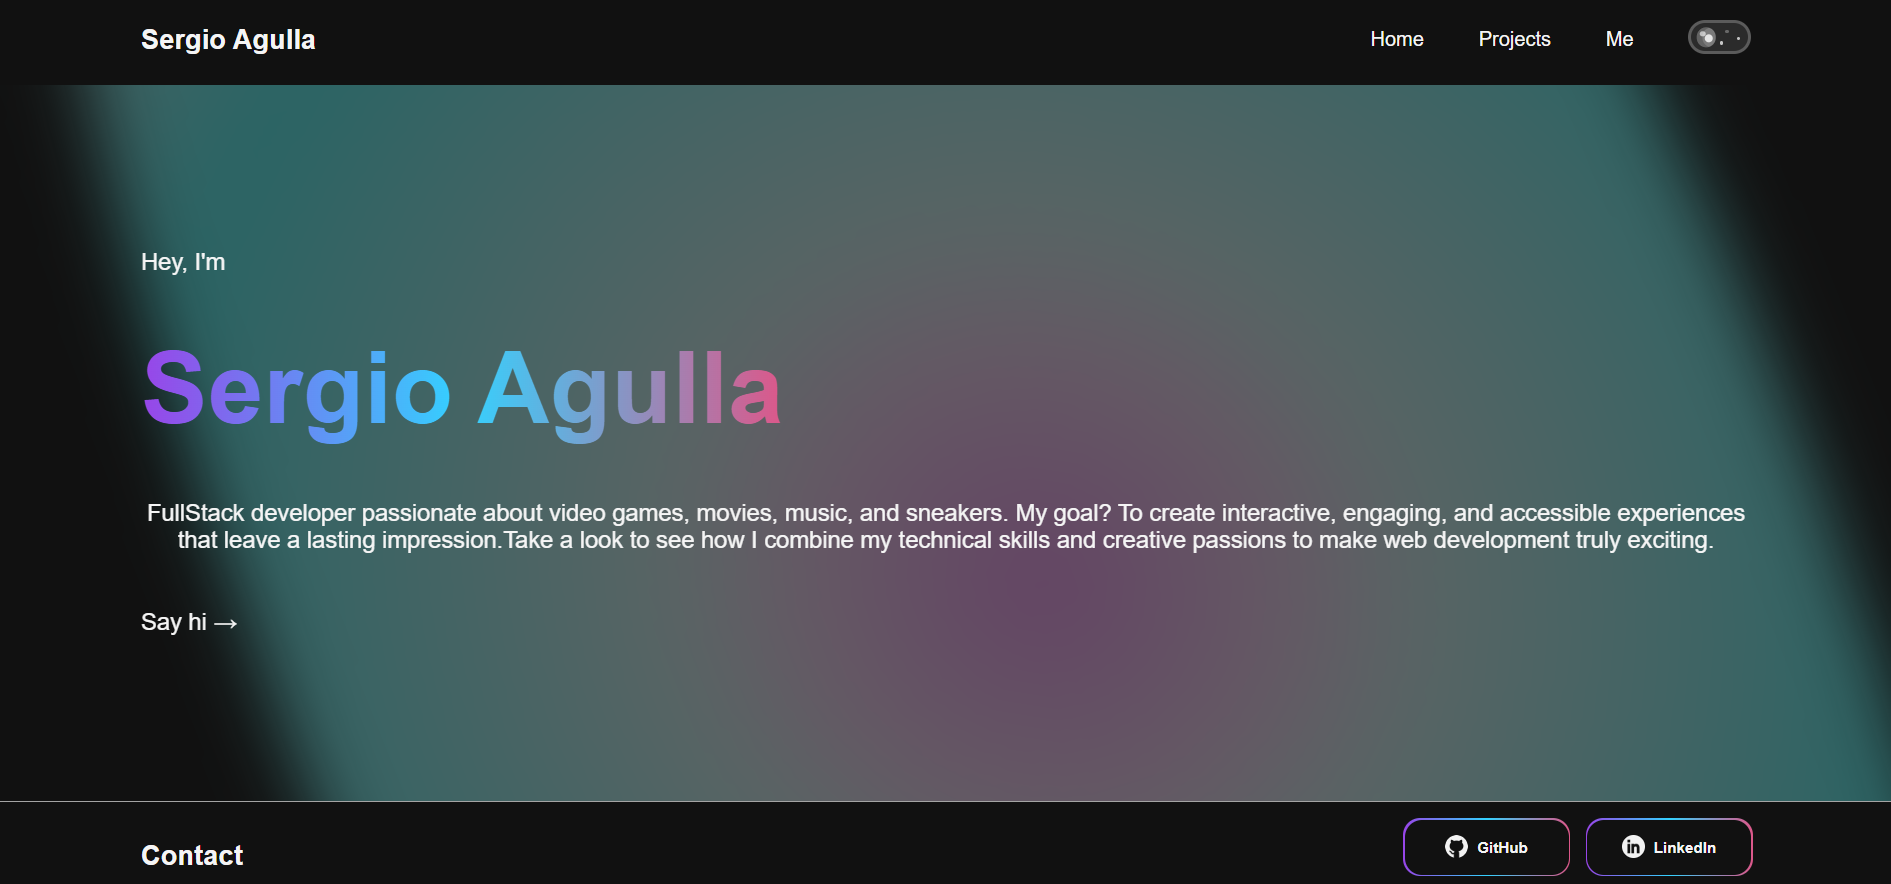 Sergio Agulla
Home
Projects
Me
Hey, I'm
Sergio Agulla
FullStack developer passionate about video games, movies, music, and sneakers. My goal? To create interactive, engaging, and accessible experiences
that leave a lasting impression.Take a look to see how I combine my technical skills and creative passions to make web development truly exciting.
Say hi →
Contact
GitHub
LinkedIn